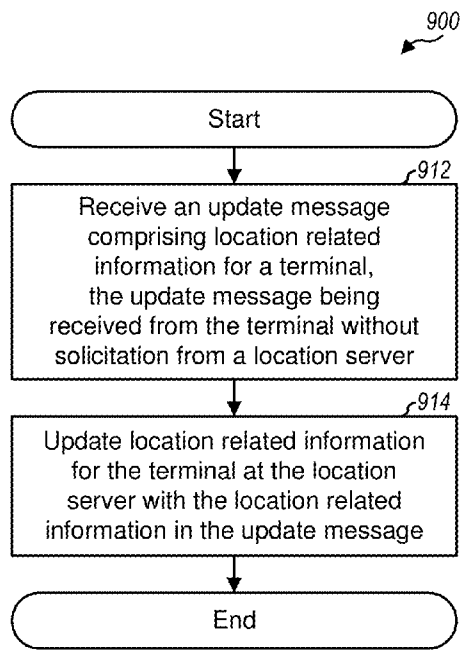 900
Start
912
Receive an update message
comprising location related
information for a terminal,
the update message being
received from the terminal without
solicitation from a location server
914
Update location related information
for the terminal at the location
server with the location related
information in the update message
End